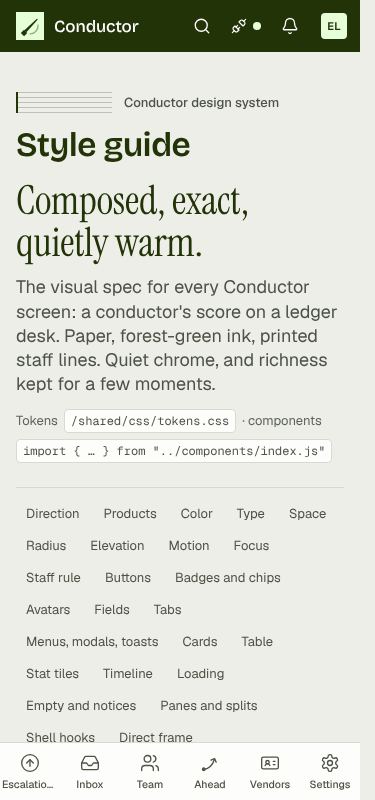 Conductor EL
Conductor design system
Style guide
Composed, exact,
quietly warm.
The visual spec for every Conductor
screen: a conductor's score on a ledger
desk. Paper, forest-green ink, printed
staff lines. Quiet chrome, and richness
kept for a few moments.
Tokens /shared/css/tokens.css · components
import { … } from "../components/index.js"
Direction Products Color Type Space
Radius Elevation Motion Focus
Staff rule Buttons Badges and chips
Avatars Fields Tabs
Menus, modals, toasts Cards Table
Stat tiles Timeline Loading
Empty and notices Panes and splits
Shell hooks Direct frame
Escalatio… Inbox Team Ahead Vendors Settings